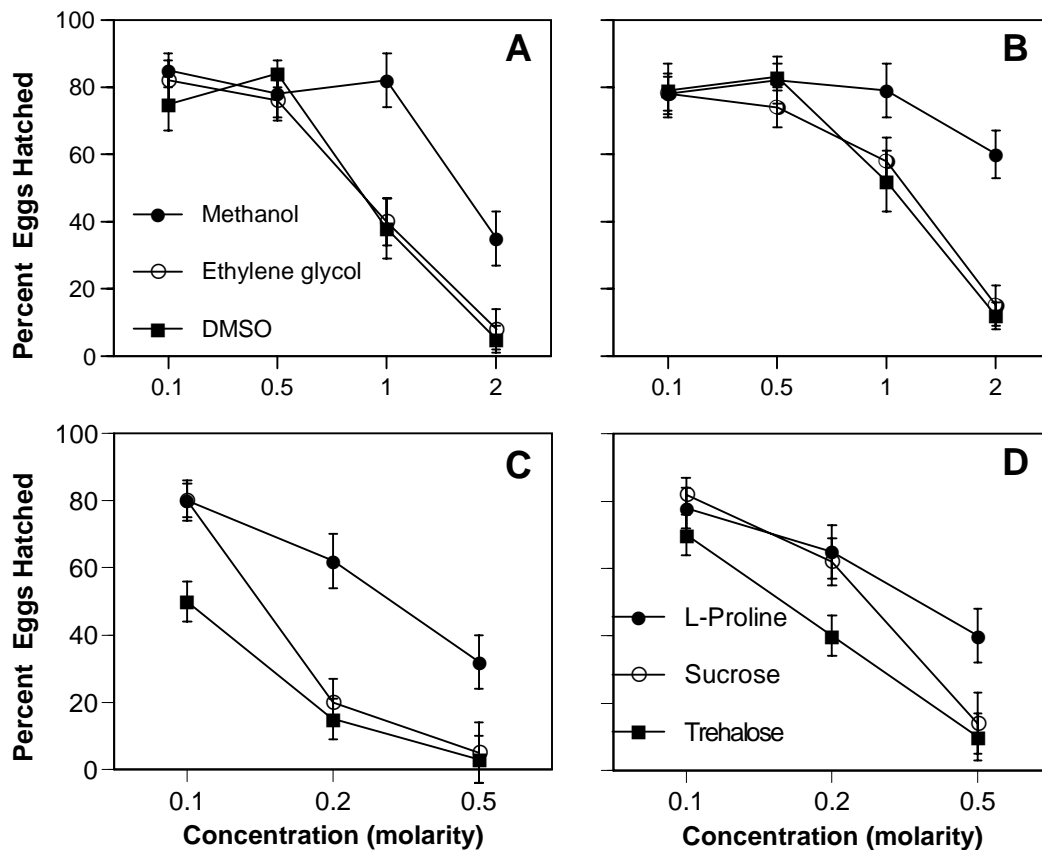 100
80
60
40
20
0
Percent Eggs Hatched
A
Methanol
Ethylene glycol
DMSO
0.1 0.5 1 2
B
0.1 0.5 1 2
100
80
60
40
20
0
Percent Eggs Hatched
C
0.1 0.2 0.5
Concentration (molarity)
D
L-Proline
Sucrose
Trehalose
0.1 0.2 0.5
Concentration (molarity)